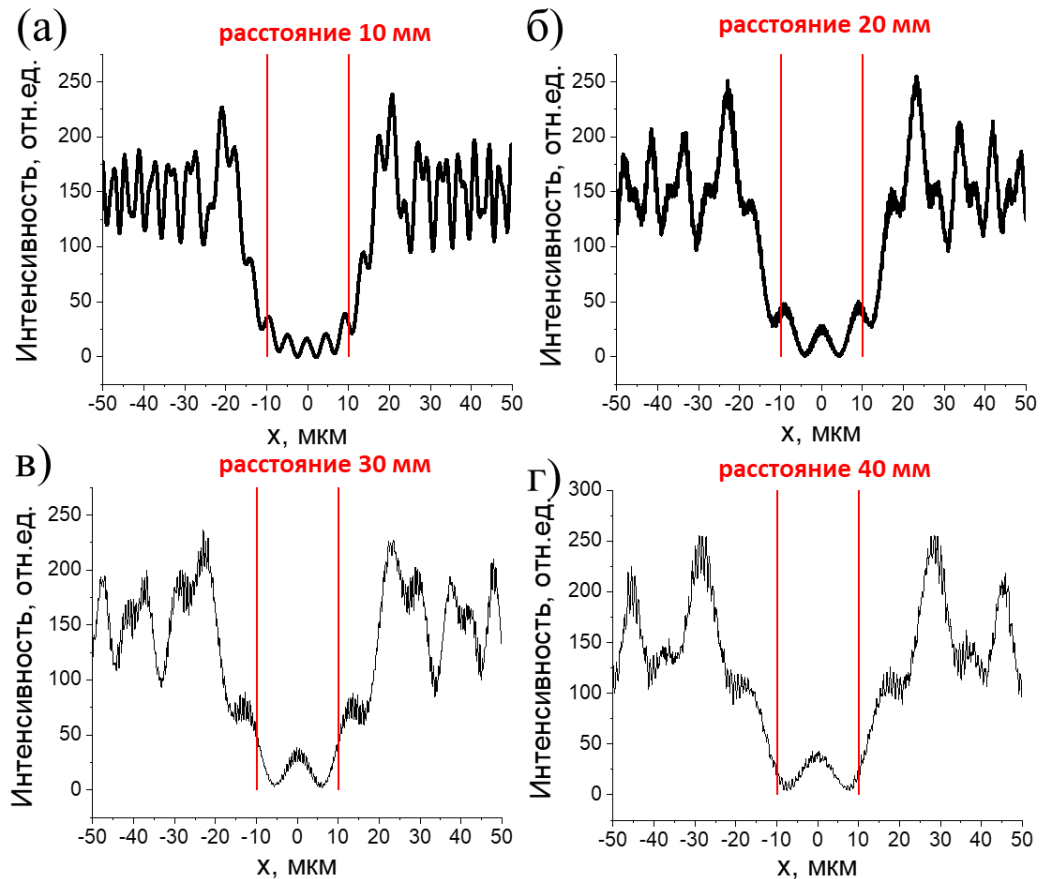 (а)
расстояние 10 мм
Интенсивность, отн.ед.
250
200
150
100
50
0
-50 -40 -30 -20 -10 0 10 20 30 40 50
х, мкм
б)
расстояние 20 мм
Интенсивность, отн.ед.
250
200
150
100
50
0
-50 -40 -30 -20 -10 0 10 20 30 40 50
х, мкм
в)
расстояние 30 мм
Интенсивность, отн.ед.
250
200
150
100
50
0
-50 -40 -30 -20 -10 0 10 20 30 40 50
х, мкм
г)
расстояние 40 мм
Интенсивность, отн.ед.
300
250
200
150
100
50
0
-50 -40 -30 -20 -10 0 10 20 30 40 50
х, мкм